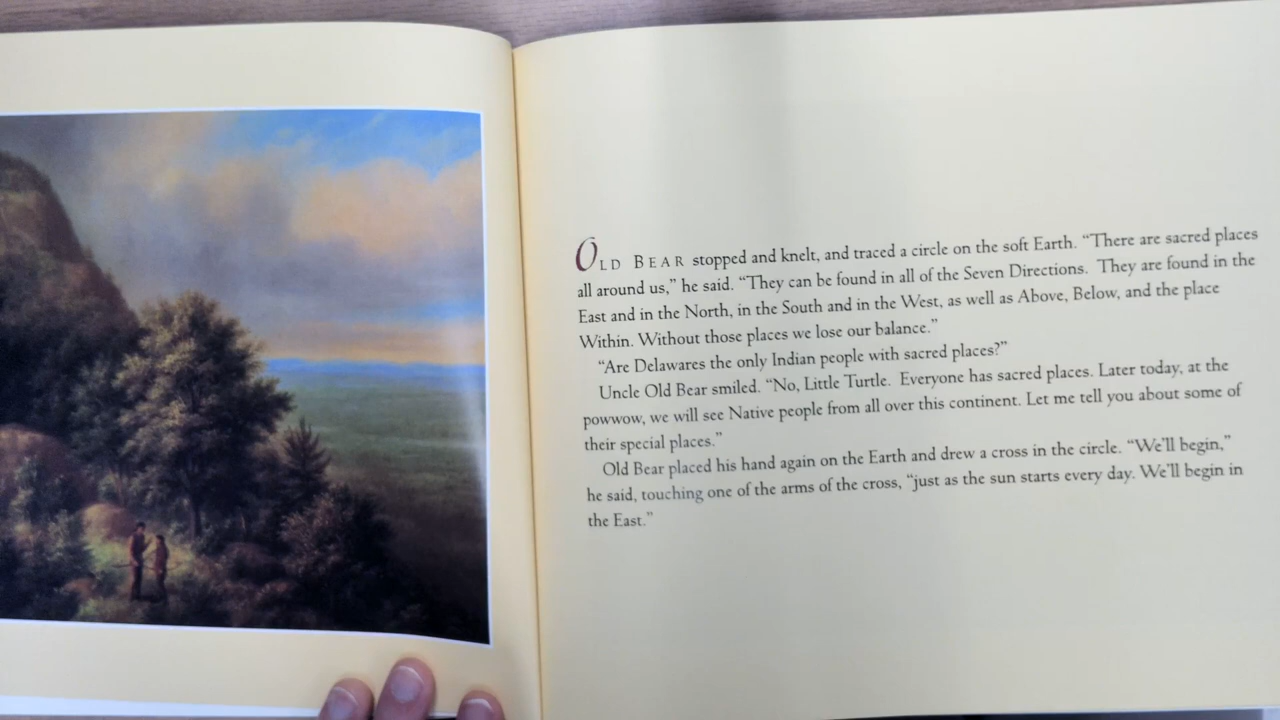 OLD BEAR stopped and knelt, and traced a circle on the soft Earth. “There are sacred places
all around us,” he said. “They can be found in all of the Seven Directions. They are found in the
East and in the North, in the South and in the West, as well as Above, Below, and the place
Within. Without those places we lose our balance.”
“Are Delawares the only Indian people with sacred places?”
Uncle Old Bear smiled. “No, Little Turtle. Everyone has sacred places. Later today, at the
powwow, we will see Native people from all over this continent. Let me tell you about some of
their special places.”
Old Bear placed his hand again on the Earth and drew a cross in the circle. “We’ll begin,”
he said, touching one of the arms of the cross, “just as the sun starts every day. We’ll begin in
the East.”